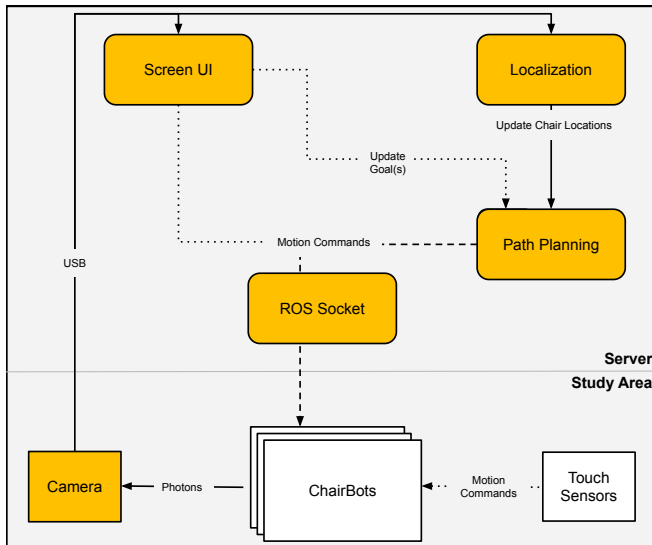 Screen UI
Localization
Update Chair Locations
Update
Goal(s)
Motion Commands
Path Planning
USB
ROS Socket
Server
Study Area
Camera
Photons
ChairBots
Motion
Commands
Touch
Sensors